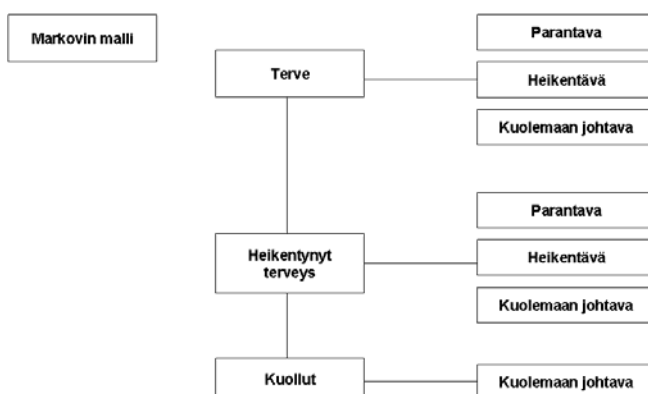 Markovin malli
Terve
Parantava
Heikentävä
Kuolemaan johtava
Heikentynyt
terveys
Parantava
Heikentävä
Kuolemaan johtava
Kuollut
Kuolemaan johtava